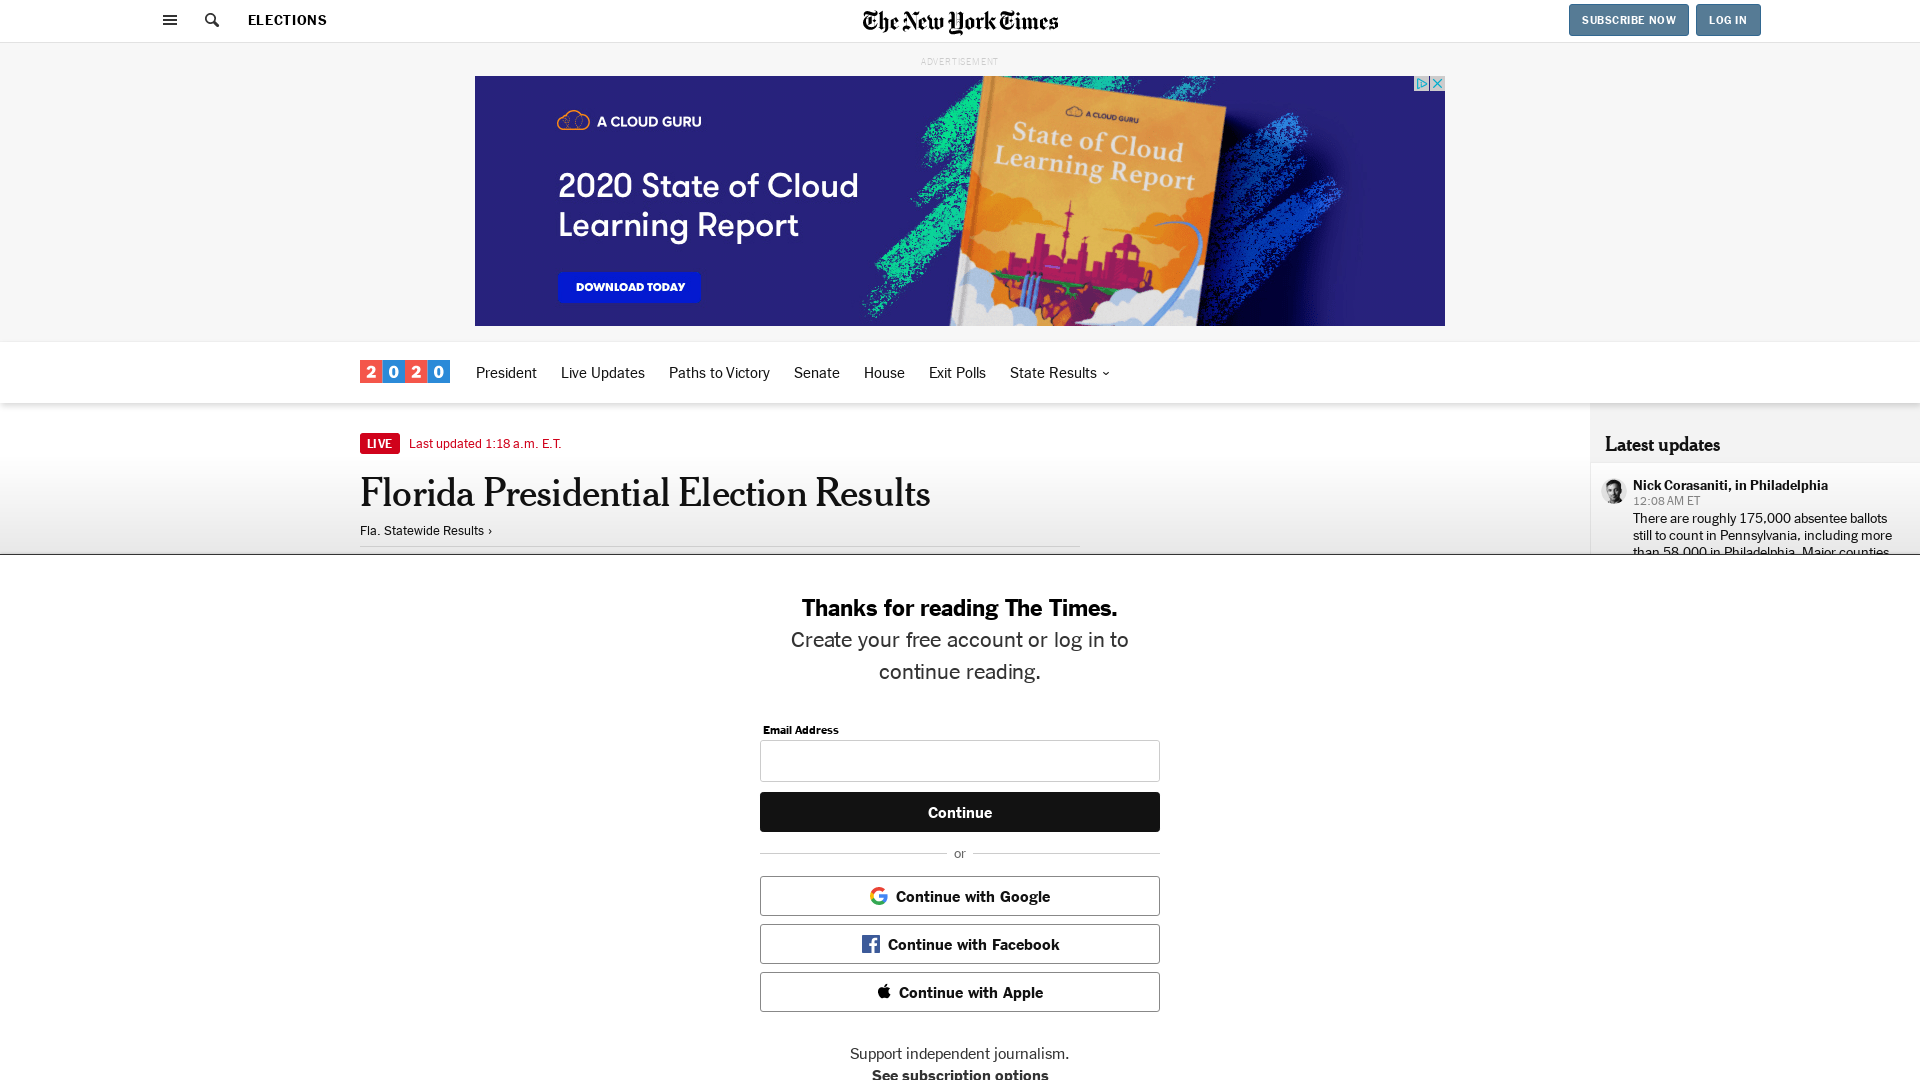 ELECTIONS
The New York Times
SUBSCRIBE NOW
LOG IN
ADVERTISEMENT
A CLOUD GURU
2020 State of Cloud
Learning Report
DOWNLOAD TODAY
A CLOUD GURU
State of Cloud
Learning Report
2020
President
Live Updates
Paths to Victory
Senate
House
Exit Polls
State Results
LIVE
Last updated 1:18 a.m. E.T.
Florida Presidential Election Results
Fla. Statewide Results ›
Latest updates
Nick Corasaniti, in Philadelphia
12:08 AM ET
There are roughly 175,000 absentee ballots
still to count in Pennsylvania, including more
than 58,000 in Philadelphia. Major counties
Thanks for reading The Times.
Create your free account or log in to
continue reading.
Email Address
Continue
or
Continue with Google
Continue with Facebook
Continue with Apple
Support independent journalism.
See subscription options